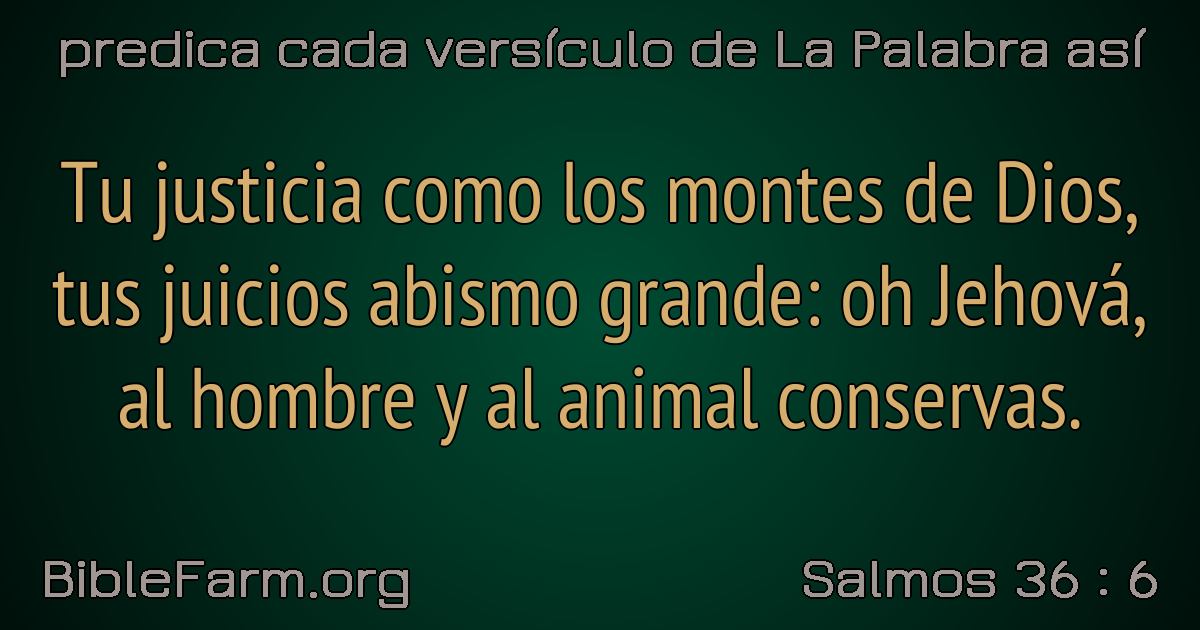 predica cada versículo de La Palabra así
Tu justicia como los montes de Dios,
tus juicios abismo grande: oh Jehová,
al hombre y al animal conservas.
BibleFarm.org
Salmos 36 : 6